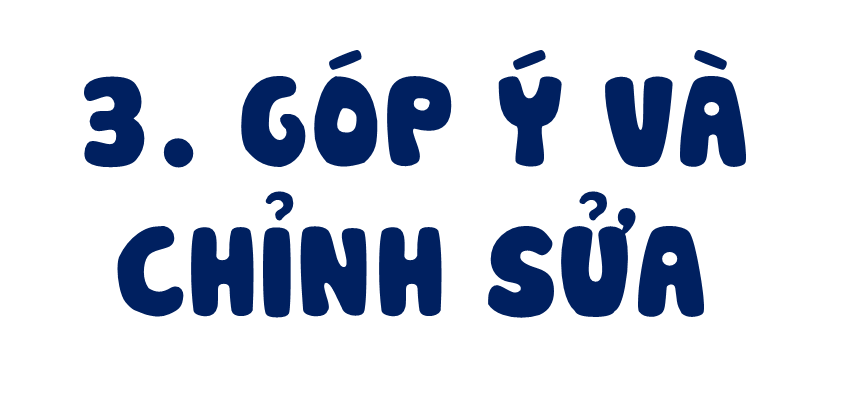 3. GÓP Ý VÀ
CHỈNH SỬA